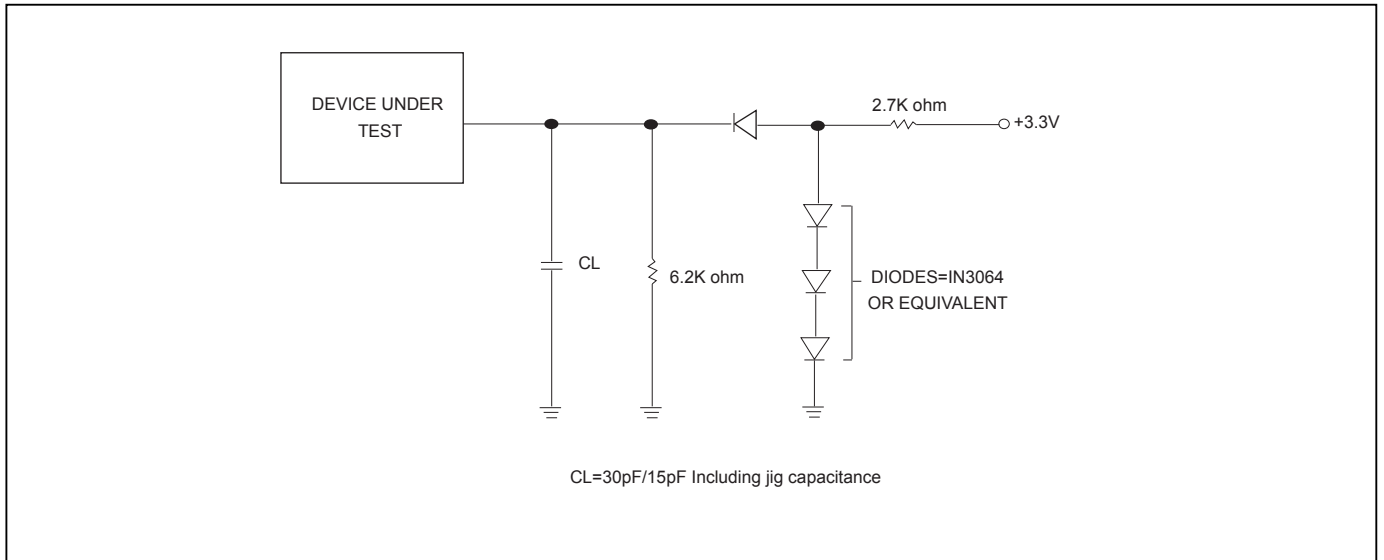 DEVICE UNDER
TEST
2.7K ohm
+3.3V
CL
6.2K ohm
DIODES=IN3064
OR EQUIVALENT
CL=30pF/15pF Including jig capacitance